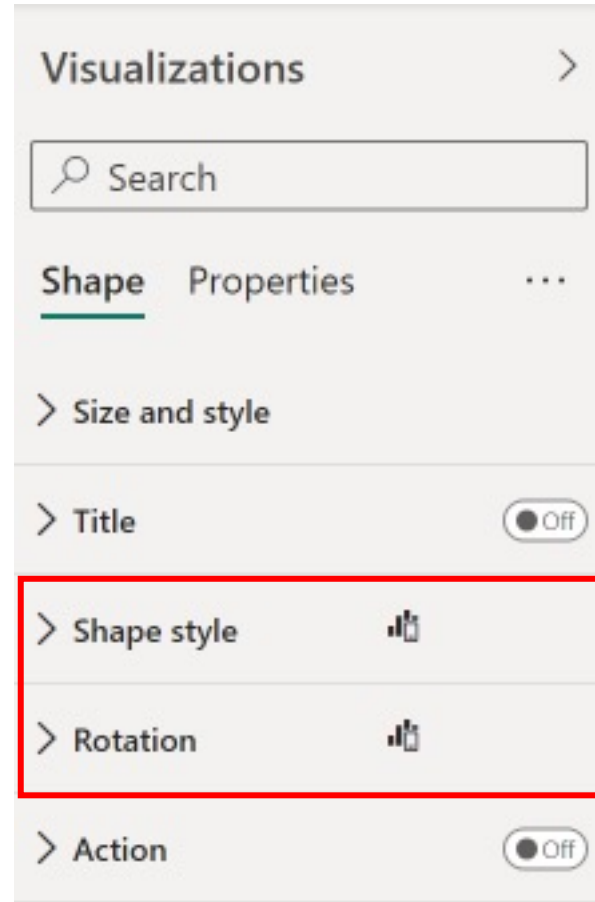 Visualizations
Search
Shape Properties ...
Size and style
Title Off
Shape style
Rotation
Action Off